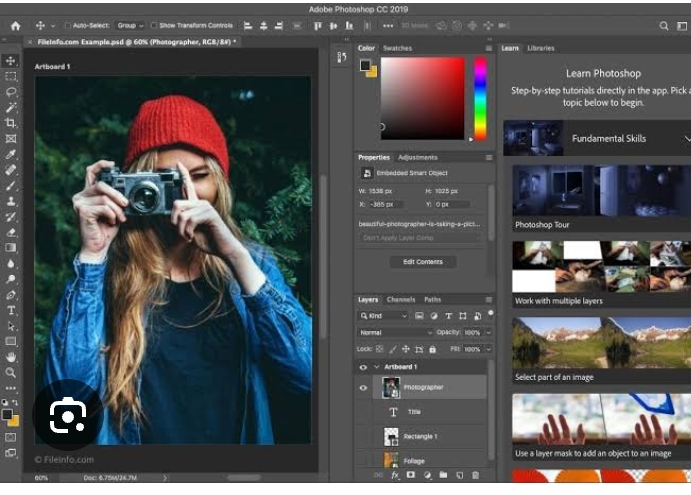 Adobe Photoshop CC 2019
Auto-Select: Group Show Transform Controls
× FileInfo.com Example.psd @ 60% (Photographer, RGB/8#) *
Artboard 1
© FileInfo.com
60% Doc: 6.75M/24.7M
Color Swatches
Properties Adjustments
Embedded Smart Object
W: 1538 px H: 1025 px
X: -385 px Y: 0 px
beautiful-photographer-is-taking-a-pict...
Don't Apply Layer Comp
Edit Contents
Layers Channels Paths
Kind
Normal Opacity: 100%
Lock: Fill: 100%
Artboard 1
Photographer
T Title
Rectangle 1
Foliage
Learn Libraries
Learn Photoshop
Step-by-step tutorials directly in the app. Pick a
topic below to begin.
Fundamental Skills
Photoshop Tour
Work with multiple layers
Select part of an image
Use a layer mask to add an object to an image